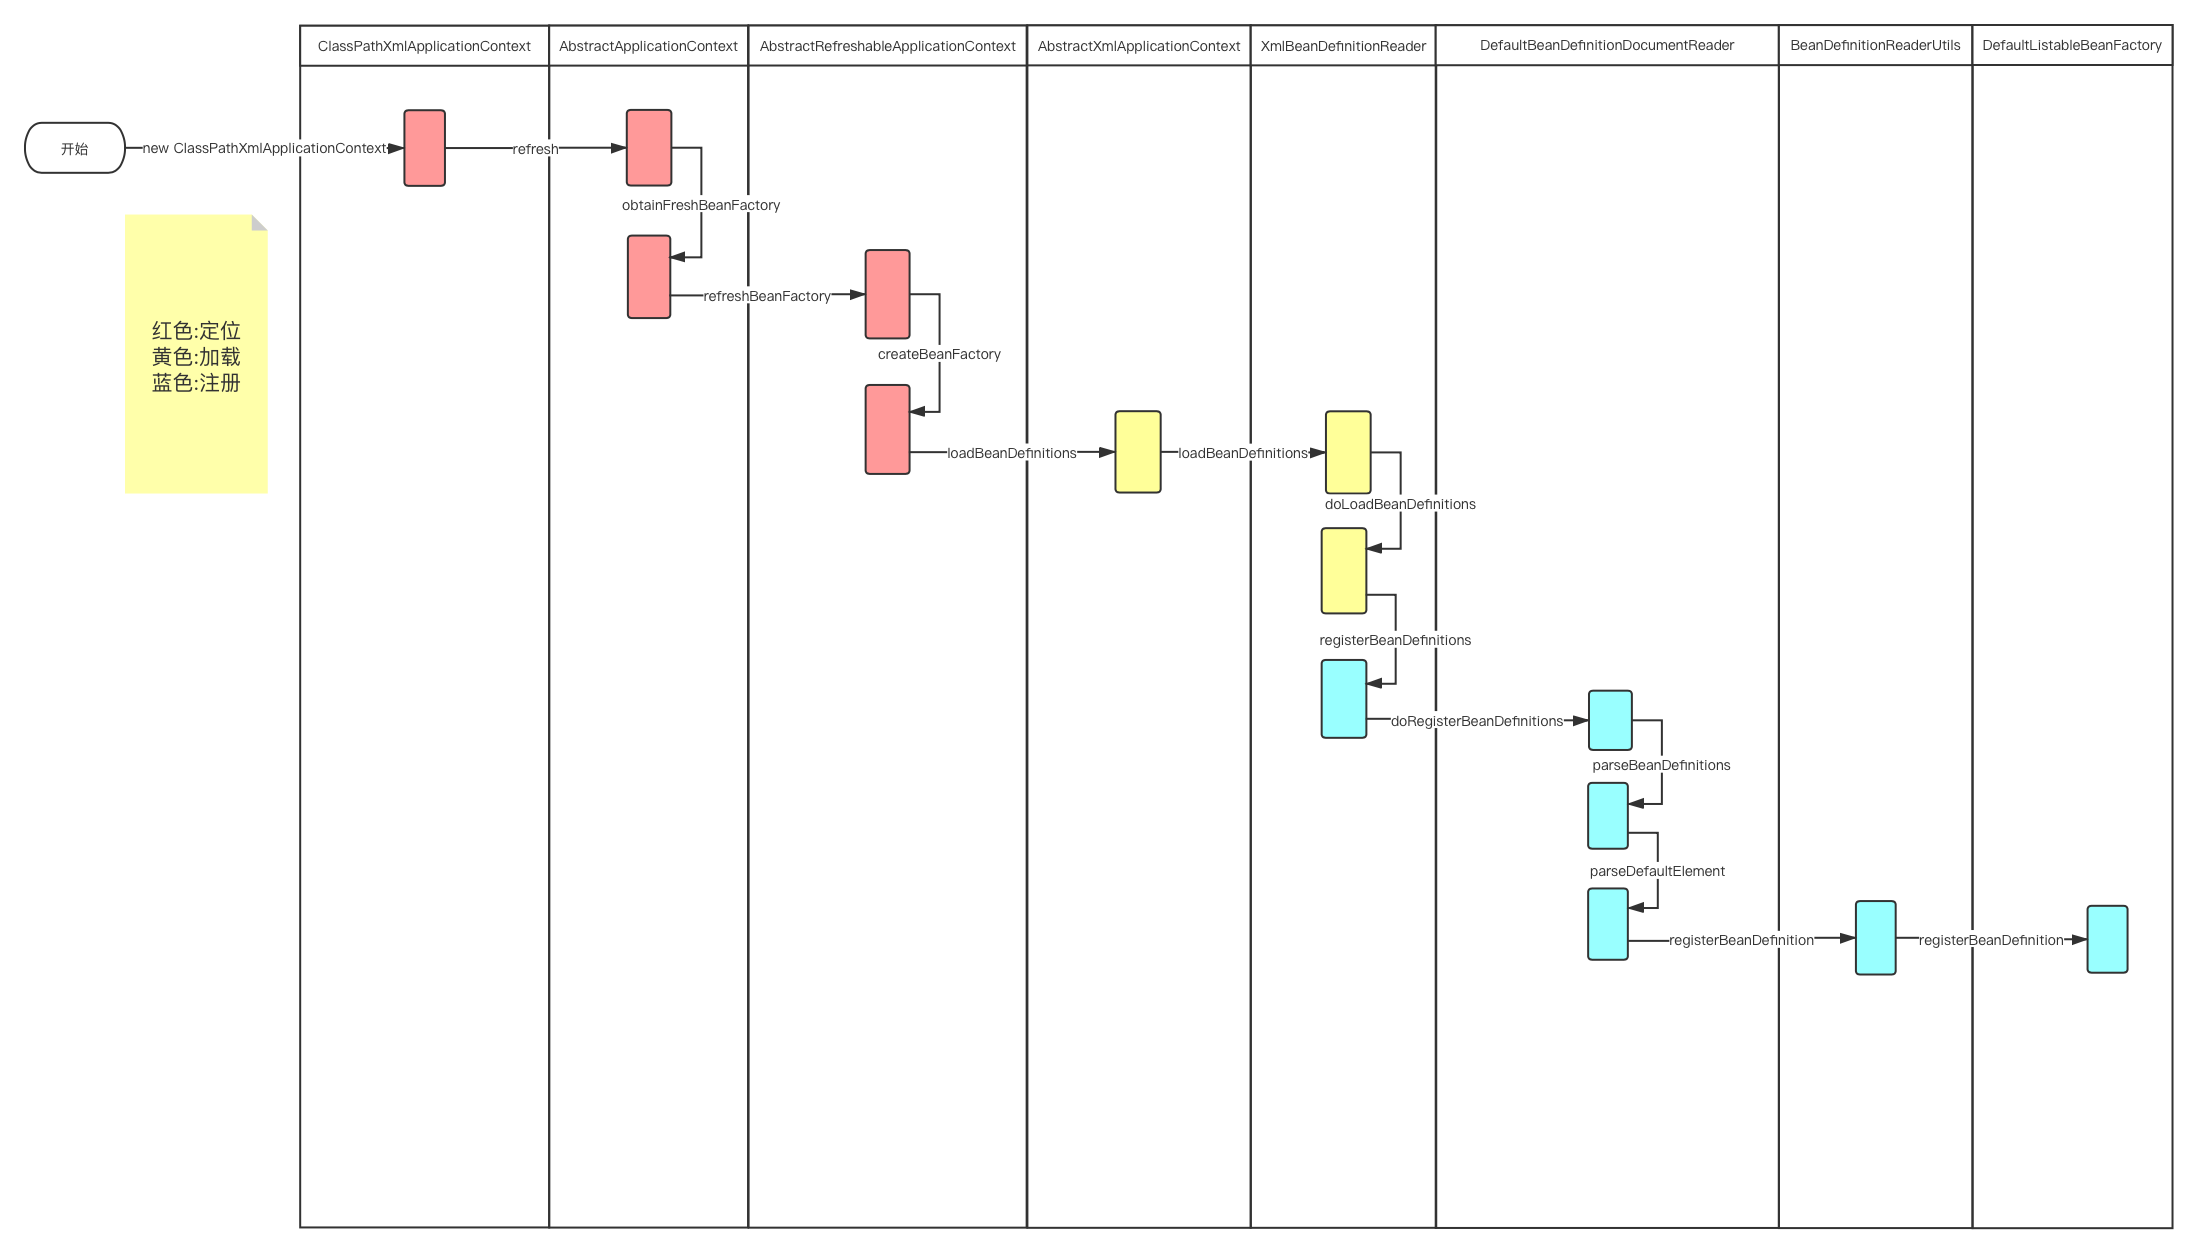 ClassPathXmlApplicationContext
AbstractApplicationContext
AbstractRefreshableApplicationContext
AbstractXmlApplicationContext
XmlBeanDefinitionReader
DefaultBeanDefinitionDocumentReader
BeanDefinitionReaderUtils
DefaultListableBeanFactory
开始
new ClassPathXmlApplicationContext
refresh
obtainFreshBeanFactory
refreshBeanFactory
红色:定位
黄色:加载
蓝色:注册
createBeanFactory
loadBeanDefinitions
loadBeanDefinitions
doLoadBeanDefinitions
registerBeanDefinitions
doRegisterBeanDefinitions
parseBeanDefinitions
parseDefaultElement
registerBeanDefinition
registerBeanDefinition